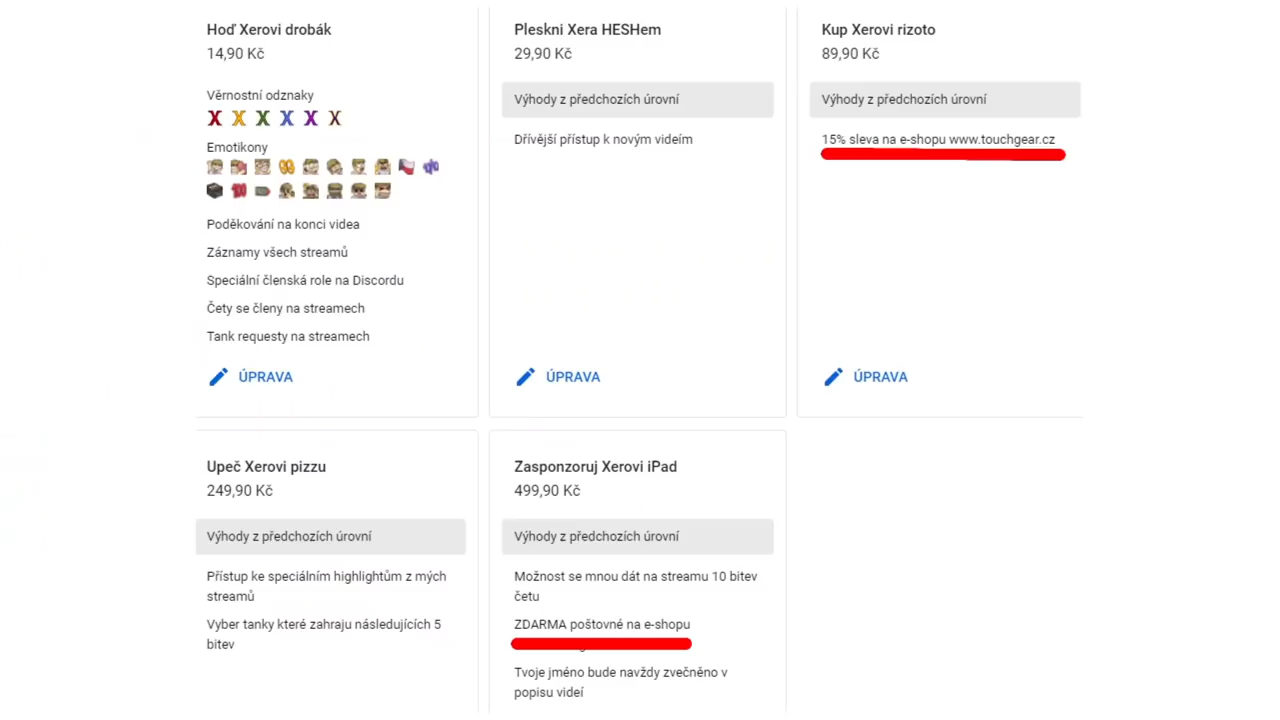 Hoď Xerovi drobák
14,90 Kč
Věrnostní odznaky
X X X X X X
Emotikony
Poděkování na konci videa
Záznamy všech streamů
Speciální členská role na Discordu
Čety se členy na streamech
Tank requesty na streamech
ÚPRAVA
Pleskni Xera HESHem
29,90 Kč
Výhody z předchozích úrovní
Dřívější přístup k novým videím
ÚPRAVA
Kup Xerovi rizoto
89,90 Kč
Výhody z předchozích úrovní
15% sleva na e-shopu www.touchgear.cz
ÚPRAVA
Upeč Xerovi pizzu
249,90 Kč
Výhody z předchozích úrovní
Přístup ke speciálním highlightům z mých
streamů
Vyber tanky které zahraju následujících 5
bitev
Zasponzoruj Xerovi iPad
499,90 Kč
Výhody z předchozích úrovní
Možnost se mnou dát na streamu 10 bitev
četu
ZDARMA poštovné na e-shopu
Tvoje jméno bude navždy zvečněno v
popisu videí